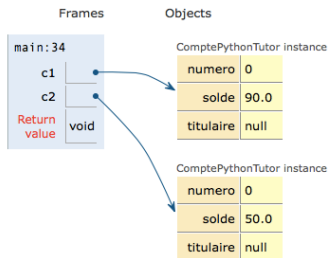 Frames Objects
main:34
c1
c2
Return value void
ComptePythonTutor instance
numero 0
solde 90.0
titulaire null
ComptePythonTutor instance
numero 0
solde 50.0
titulaire null